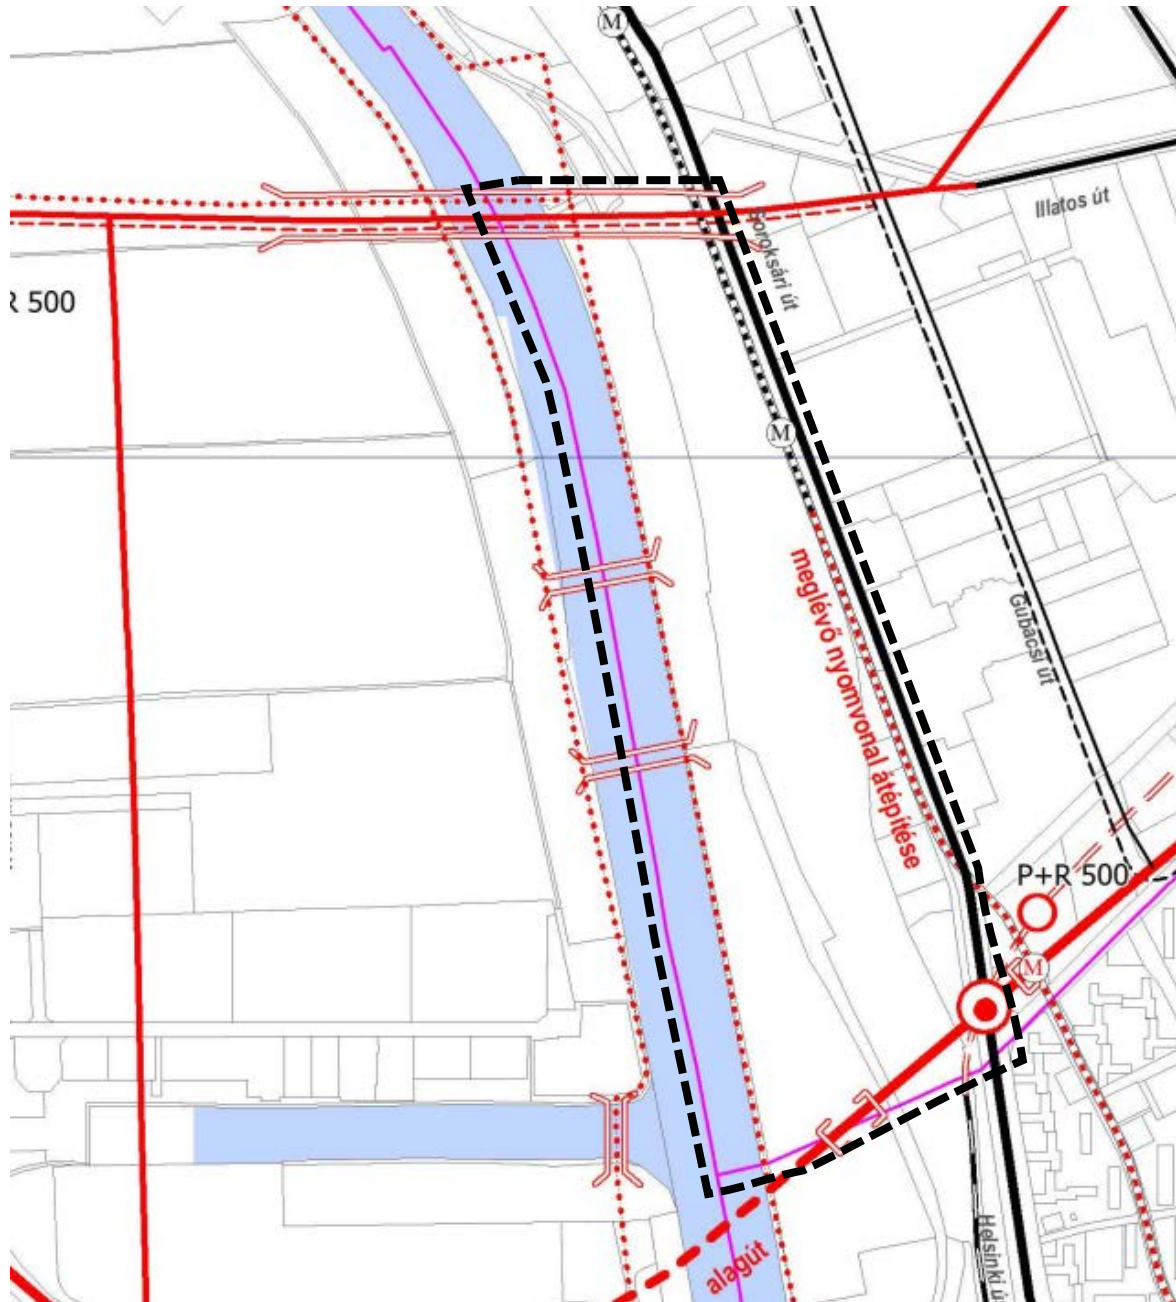 M
Illatos út
Soroksári út
R 500
M
meglévő nyomvonal átépítése
Gubacsi út
P+R 500
M
alagút
Helsinki ú